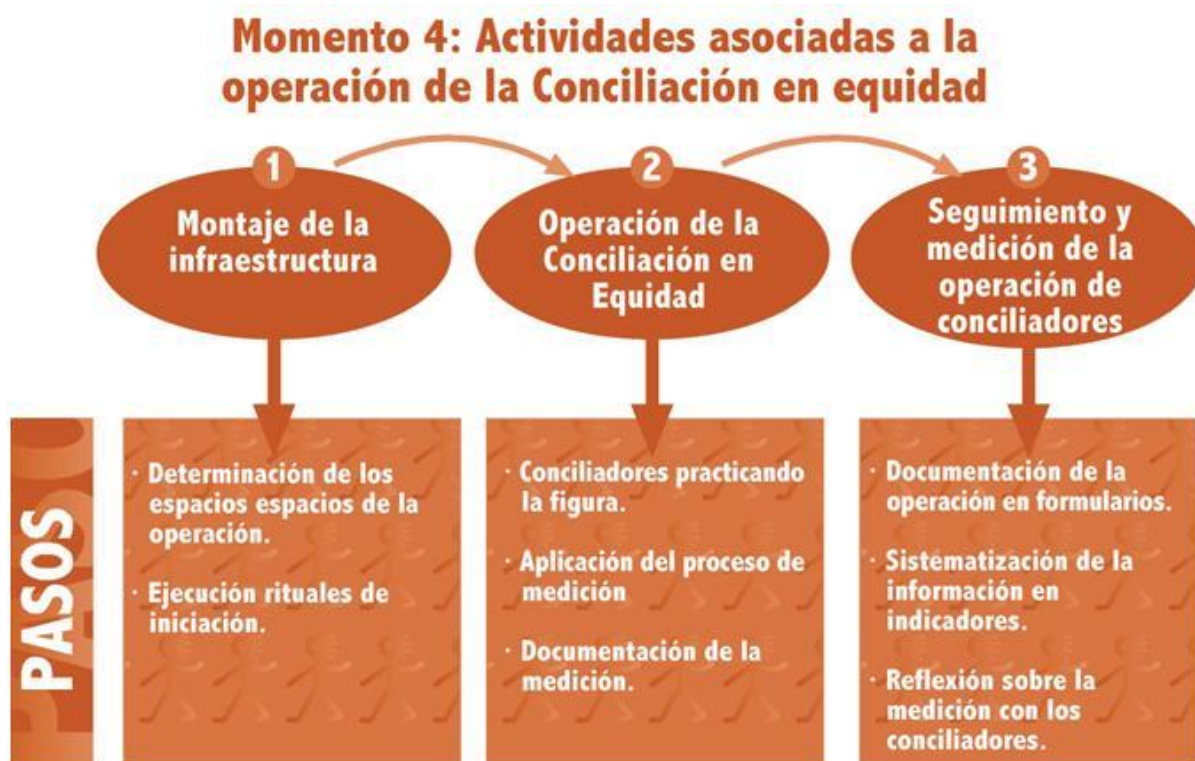 Momento 4: Actividades asociadas a la
operación de la Conciliación en equidad
1
Montaje de la
infraestructura
2
Operación de la
Conciliación en
Equidad
3
Seguimiento y
medición de la
operación de
conciliadores
PASOS
· Determinación de los
espacios espacios de la
operación.
· Ejecución rituales de
iniciación.
· Conciliadores practicando
la figura.
· Aplicación del proceso de
medición
· Documentación de la
medición.
· Documentación de la
operación en formularios.
· Sistematización de la
información en
indicadores.
· Reflexión sobre la
medición con los
conciliadores.